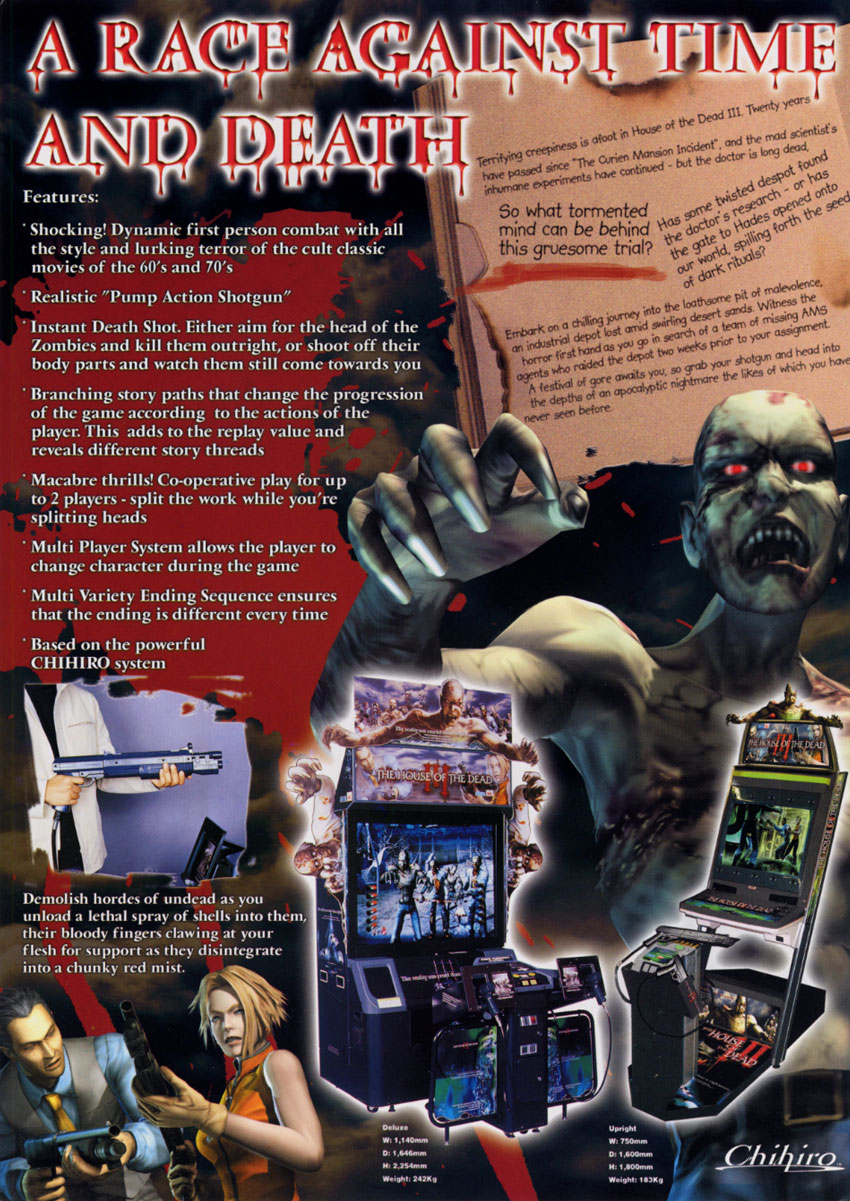 A RACE AGAINST TIME
AND DEATH
Terrifying creepiness is afoot in House of the Dead III. Twenty years
have passed since "The Curien Mansion Incident", and the mad scientist's
inhumane experiments have continued - but the doctor is long dead,
So what tormented
mind can be behind
this gruesome trial?
Has some twisted despot found
the doctor's research - or has
the gate to Hades opened onto
our world, spilling forth the seed
of dark rituals?
Embark on a chilling journey into the loathsome pit of malevolence,
an industrial depot lost amid swirling desert sands. Witness the
horror first hand as you go in search of a team of missing AMS
agents who raided the depot two weeks prior to your assignment.
A festival of gore awaits you, so grab your shotgun and head into
the depths of an apocalyptic nightmare the likes of which you have
never seen before.
Features:
* Shocking! Dynamic first person combat with all
the style and lurking terror of the cult classic
movies of the 60's and 70's
* Realistic "Pump Action Shotgun"
* Instant Death Shot. Either aim for the head of the
Zombies and kill them outright, or shoot off their
body parts and watch them still come towards you
* Branching story paths that change the progression
of the game according to the actions of the
player. This adds to the replay value and
reveals different story threads
* Macabre thrills! Co-operative play for up
to 2 players - split the work while you're
splitting heads
* Multi Player System allows the player to
change character during the game
* Multi Variety Ending Sequence ensures
that the ending is different every time
* Based on the powerful
CHIHIRO system
THE HOUSE OF THE DEAD
III
THE HOUSE OF THE DEAD
III
THE HOUSE OF THE DEAD
THE HOUSE OF THE DEAD
III
Demolish hordes of undead as you
unload a lethal spray of shells into them,
their bloody fingers clawing at your
flesh for support as they disintegrate
into a chunky red mist.
Deluxe
W: 1,140mm
D: 1,646mm
H: 2,254mm
Weight: 242Kg
Upright
W: 750mm
D: 1,600mm
H: 1,800mm
Weight: 183Kg
Chihiro